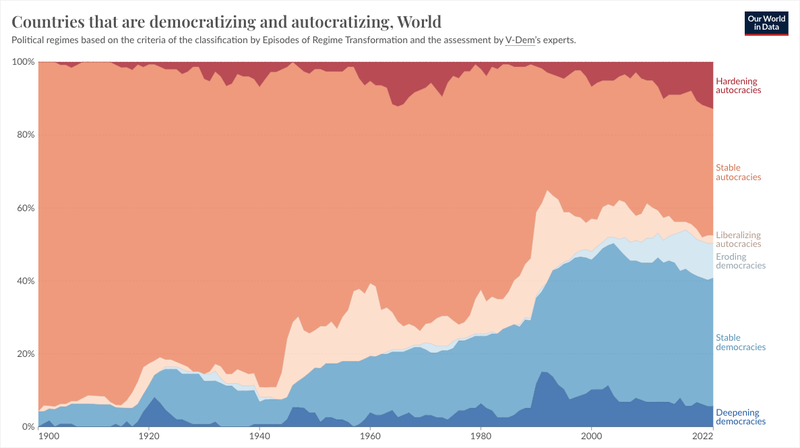 Countries that are democratizing and autocratizing, World
Our World
in Data
Political regimes based on the criteria of the classification by Episodes of Regime Transformation and the assessment by V-Dem's experts.
100%
80%
60%
40%
20%
0%
Hardening
autocracies
Stable
autocracies
Liberalizing
autocracies
Eroding
democracies
Stable
democracies
Deepening
democracies
1900
1920
1940
1960
1980
2000
2022